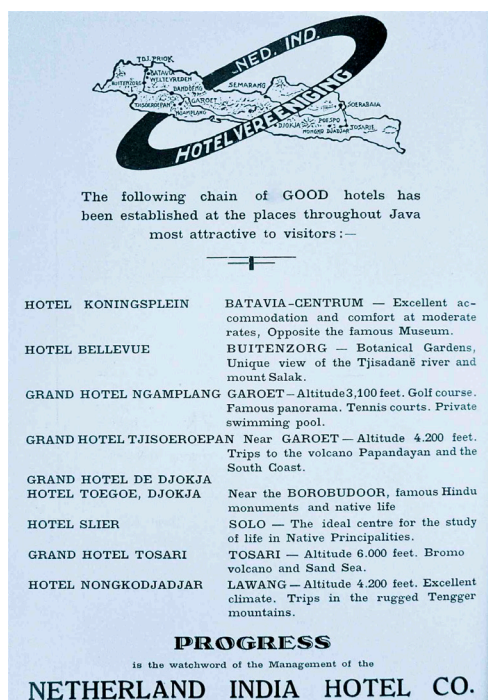 NED. IND.
HOTELVEREENIGING
TDJ. PRIOK
BATAVIA
WELTEVREDEN
BUITENZORG
BANDOENG
SEMARANG
GAROET
TJISOEROEPAN
NGAMPLANG
SOERABAIA
DJOKJA
POESPO
TOSARIE
NONGKO DJADJAR
The following chain of GOOD hotels has
been established at the places throughout Java
most attractive to visitors :—
HOTEL KONINGSPLEIN BATAVIA-CENTRUM — Excellent ac-
commodation and comfort at moderate
rates, Opposite the famous Museum.
HOTEL BELLEVUE BUITENZORG — Botanical Gardens,
Unique view of the Tjisadanë river and
mount Salak.
GRAND HOTEL NGAMPLANG GAROET — Altitude 3,100 feet. Golf course.
Famous panorama. Tennis courts. Private
swimming pool.
GRAND HOTEL TJISOEROEPAN Near GAROET — Altitude 4.200 feet.
Trips to the volcano Papandayan and the
South Coast.
GRAND HOTEL DE DJOKJA
HOTEL TOEGOE, DJOKJA Near the BOROBUDOOR, famous Hindu
monuments and native life
HOTEL SLIER SOLO — The ideal centre for the study
of life in Native Principalities.
GRAND HOTEL TOSARI TOSARI — Altitude 6.000 feet. Bromo
volcano and Sand Sea.
HOTEL NONGKODJADJAR LAWANG — Altitude 4.200 feet. Excellent
climate. Trips in the rugged Tengger
mountains.
PROGRESS
is the watchword of the Management of the
NETHERLAND INDIA HOTEL CO.